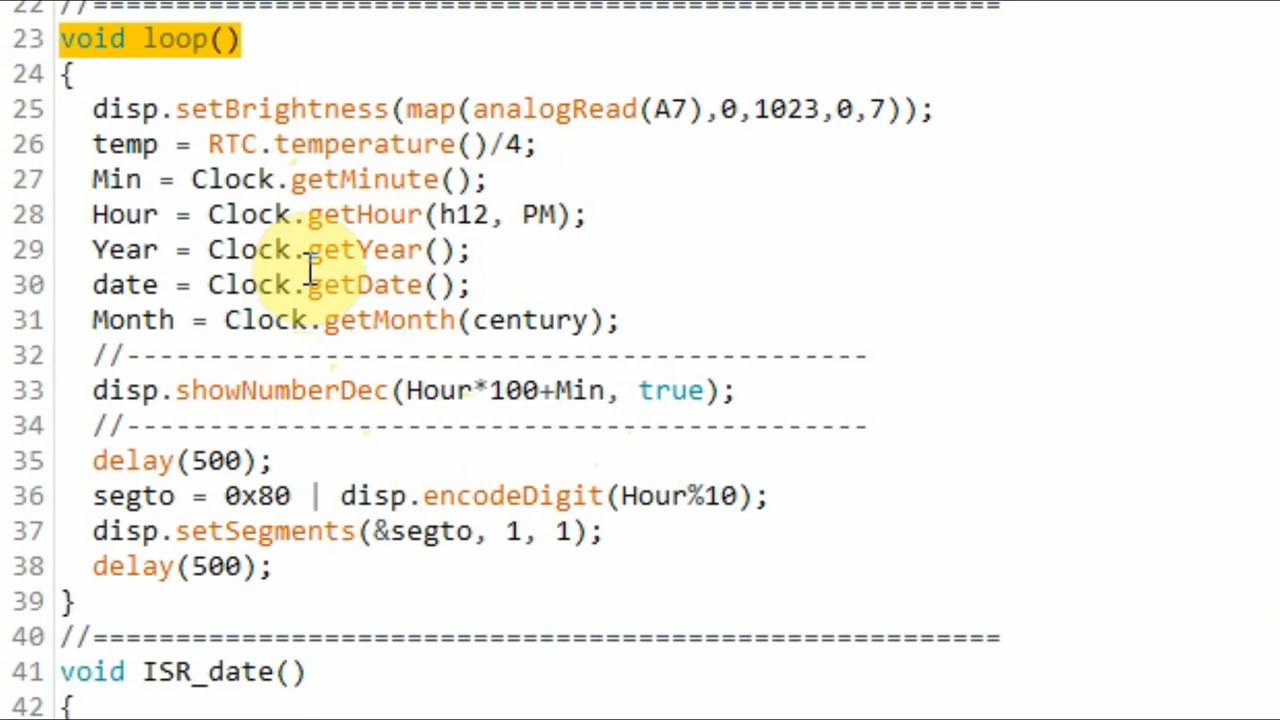 22 //=======================================================
23 void loop()
24 {
25 disp.setBrightness(map(analogRead(A7),0,1023,0,7));
26 temp = RTC.temperature()/4;
27 Min = Clock.getMinute();
28 Hour = Clock.getHour(h12, PM);
29 Year = Clock.getYear();
30 date = Clock.getDate();
31 Month = Clock.getMonth(century);
32 //---------------------------------------------
33 disp.showNumberDec(Hour*100+Min, true);
34 //---------------------------------------------
35 delay(500);
36 segto = 0x80 | disp.encodeDigit(Hour%10);
37 disp.setSegments(&segto, 1, 1);
38 delay(500);
39 }
40 //=======================================================
41 void ISR_date()
42 {